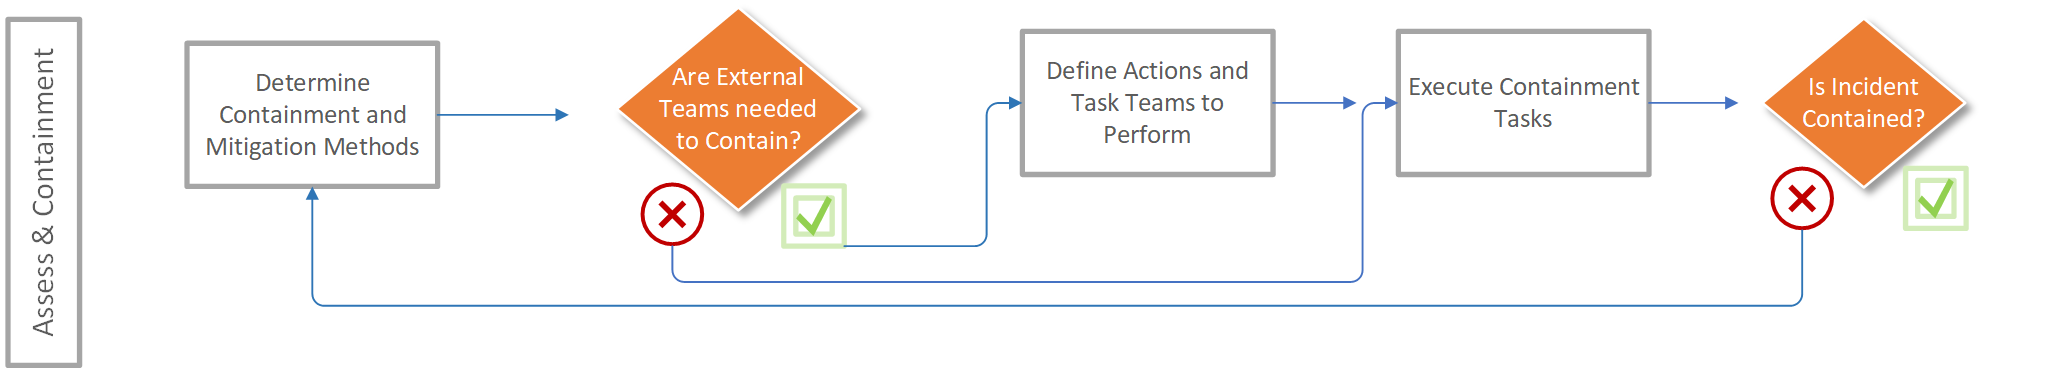 Assess & Containment
Determine
Containment and
Mitigation Methods
Are External
Teams needed
to Contain?
Define Actions and
Task Teams to
Perform
Execute Containment
Tasks
Is Incident
Contained?